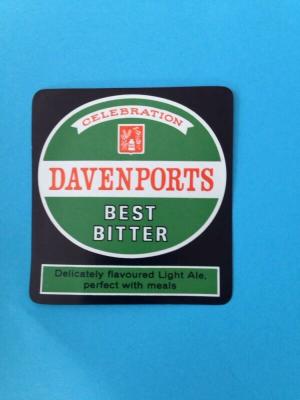 CELEBRATION
DAVENPORTS
BEST
BITTER
Delicately flavoured Light Ale,
perfect with meals